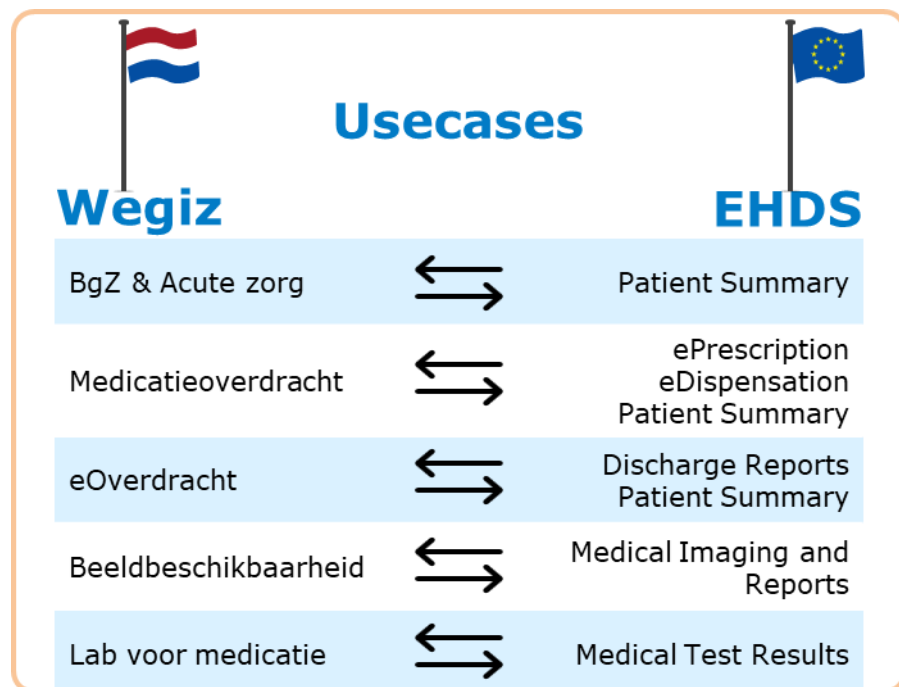 Usecases
Wegiz
EHDS
BgZ & Acute zorg
Patient Summary
Medicatieoverdracht
ePrescription
eDispensation
Patient Summary
eOverdracht
Discharge Reports
Patient Summary
Beeldbeschikbaarheid
Medical Imaging and
Reports
Lab voor medicatie
Medical Test Results